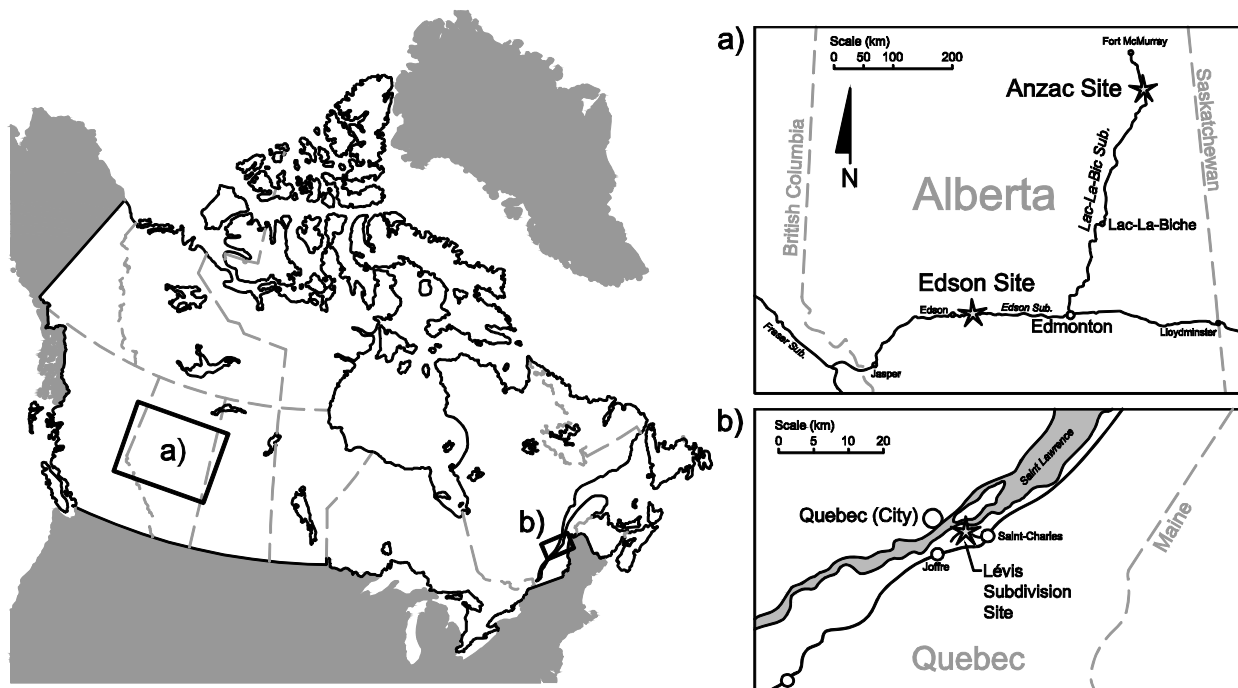 a)
b)
a)
Scale (km)
0 50 100 200
Fort McMurray
Anzac Site
British Columbia
Saskatchewan
N
Alberta
Lac-La-Bic Sub.
Lac-La-Biche
Edson Site
Edson
Edson Sub.
Edmonton
Lloydminster
Fraser Sub.
Jasper
b)
Scale (km)
0 5 10 20
Saint Lawrence
Quebec (City)
Saint-Charles
Joffre
Lévis
Subdivision
Site
Maine
Quebec